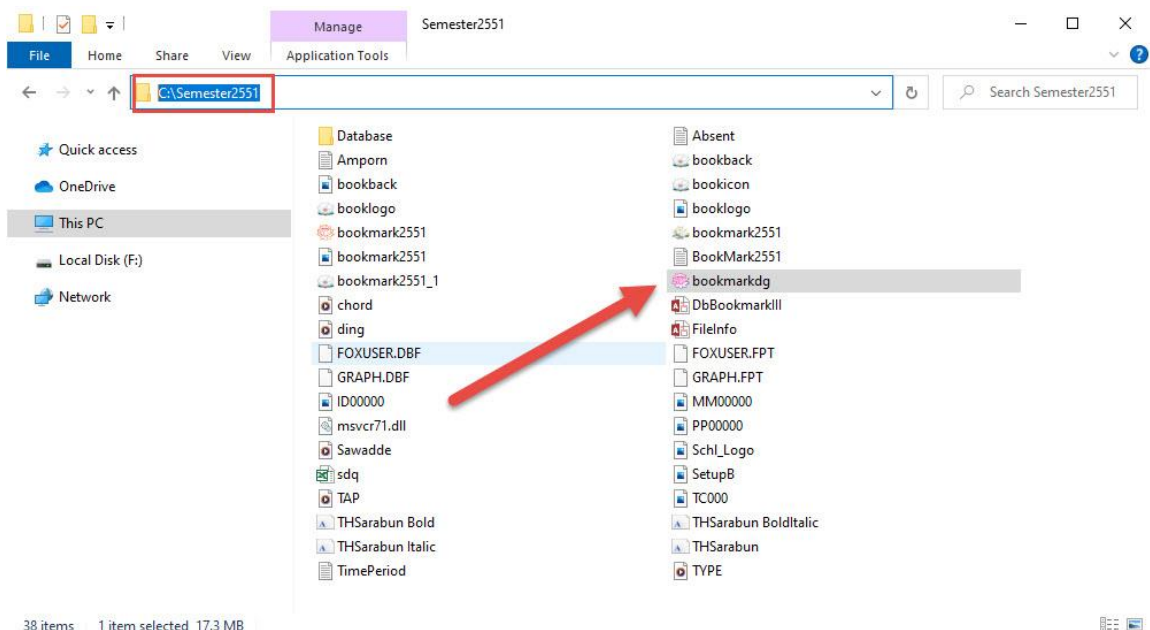 Manage
Semester2551
File
Home
Share
View
Application Tools
C:\Semester2551
Search Semester2551
Quick access
OneDrive
This PC
Local Disk (F:)
Network
Database
Absent
Amporn
bookback
bookback
bookicon
booklogo
booklogo
bookmark2551
bookmark2551
bookmark2551
BookMark2551
bookmark2551_1
bookmarkdg
chord
DbBookmarkIII
ding
FileInfo
FOXUSER.DBF
FOXUSER.FPT
GRAPH.DBF
GRAPH.FPT
ID00000
MM00000
msvcr71.dll
PP00000
Sawadde
Schl_Logo
sdq
SetupB
TAP
TC000
THSarabun Bold
THSarabun BoldItalic
THSarabun Italic
THSarabun
TimePeriod
TYPE
38 items
1 item selected 17.3 MB